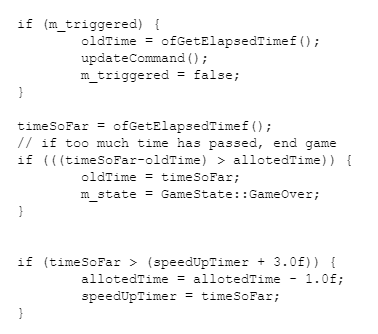 if (m_triggered) {
        oldTime = ofGetElapsedTimef();
        updateCommand();
        m_triggered = false;
}

timeSoFar = ofGetElapsedTimef();
// if too much time has passed, end game
if (((timeSoFar-oldTime) > allotedTime)) {
        oldTime = timeSoFar;
        m_state = GameState::GameOver;
}


if (timeSoFar > (speedUpTimer + 3.0f)) {
        allotedTime = allotedTime - 1.0f;
        speedUpTimer = timeSoFar;
}